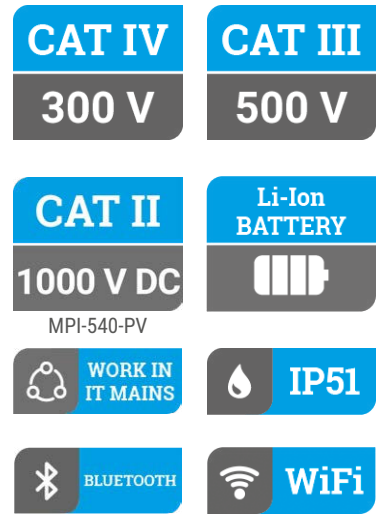 CAT IV
300 V
CAT III
500 V
CAT II
1000 V DC
MPI-540-PV
Li-Ion
BATTERY
WORK IN
IT MAINS
IP51
BLUETOOTH
WiFi